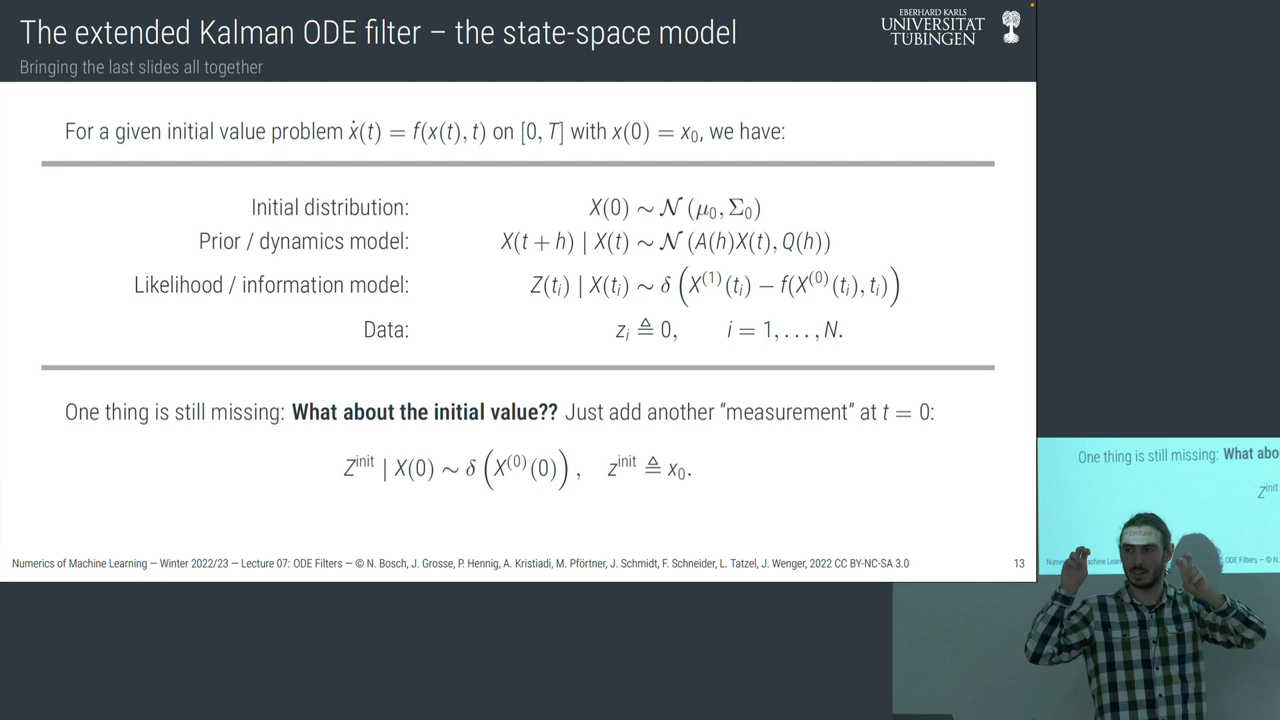 The extended Kalman ODE filter – the state-space model
Bringing the last slides all together
EBERHARD KARLS
UNIVERSITÄT
TÜBINGEN
For a given initial value problem ẋ(t) = f(x(t), t) on [0, T] with x(0) = x₀, we have:
Initial distribution: X(0) ∼ 𝒩 (μ₀, Σ₀)
Prior / dynamics model: X(t + h) | X(t) ∼ 𝒩 (A(h)X(t), Q(h))
Likelihood / information model: Z(tᵢ) | X(tᵢ) ∼ δ (X⁽¹⁾(tᵢ) − f(X⁽⁰⁾(tᵢ), tᵢ))
Data: zᵢ ≜ 0, i = 1, . . . , N.
One thing is still missing: What about the initial value?? Just add another “measurement” at t = 0:
Zⁱⁿⁱᵗ | X(0) ∼ δ (X⁽⁰⁾(0)) , zⁱⁿⁱᵗ ≜ x₀.
Numerics of Machine Learning — Winter 2022/23 — Lecture 07: ODE Filters — © N. Bosch, J. Grosse, P. Hennig, A. Kristiadi, M. Pförtner, J. Schmidt, F. Schneider, L. Tatzel, J. Wenger, 2022 CC BY-NC-SA 3.0 13
One thing is still missing: What abo
Zⁱⁿⁱᵗ
ODE Filters — © N.